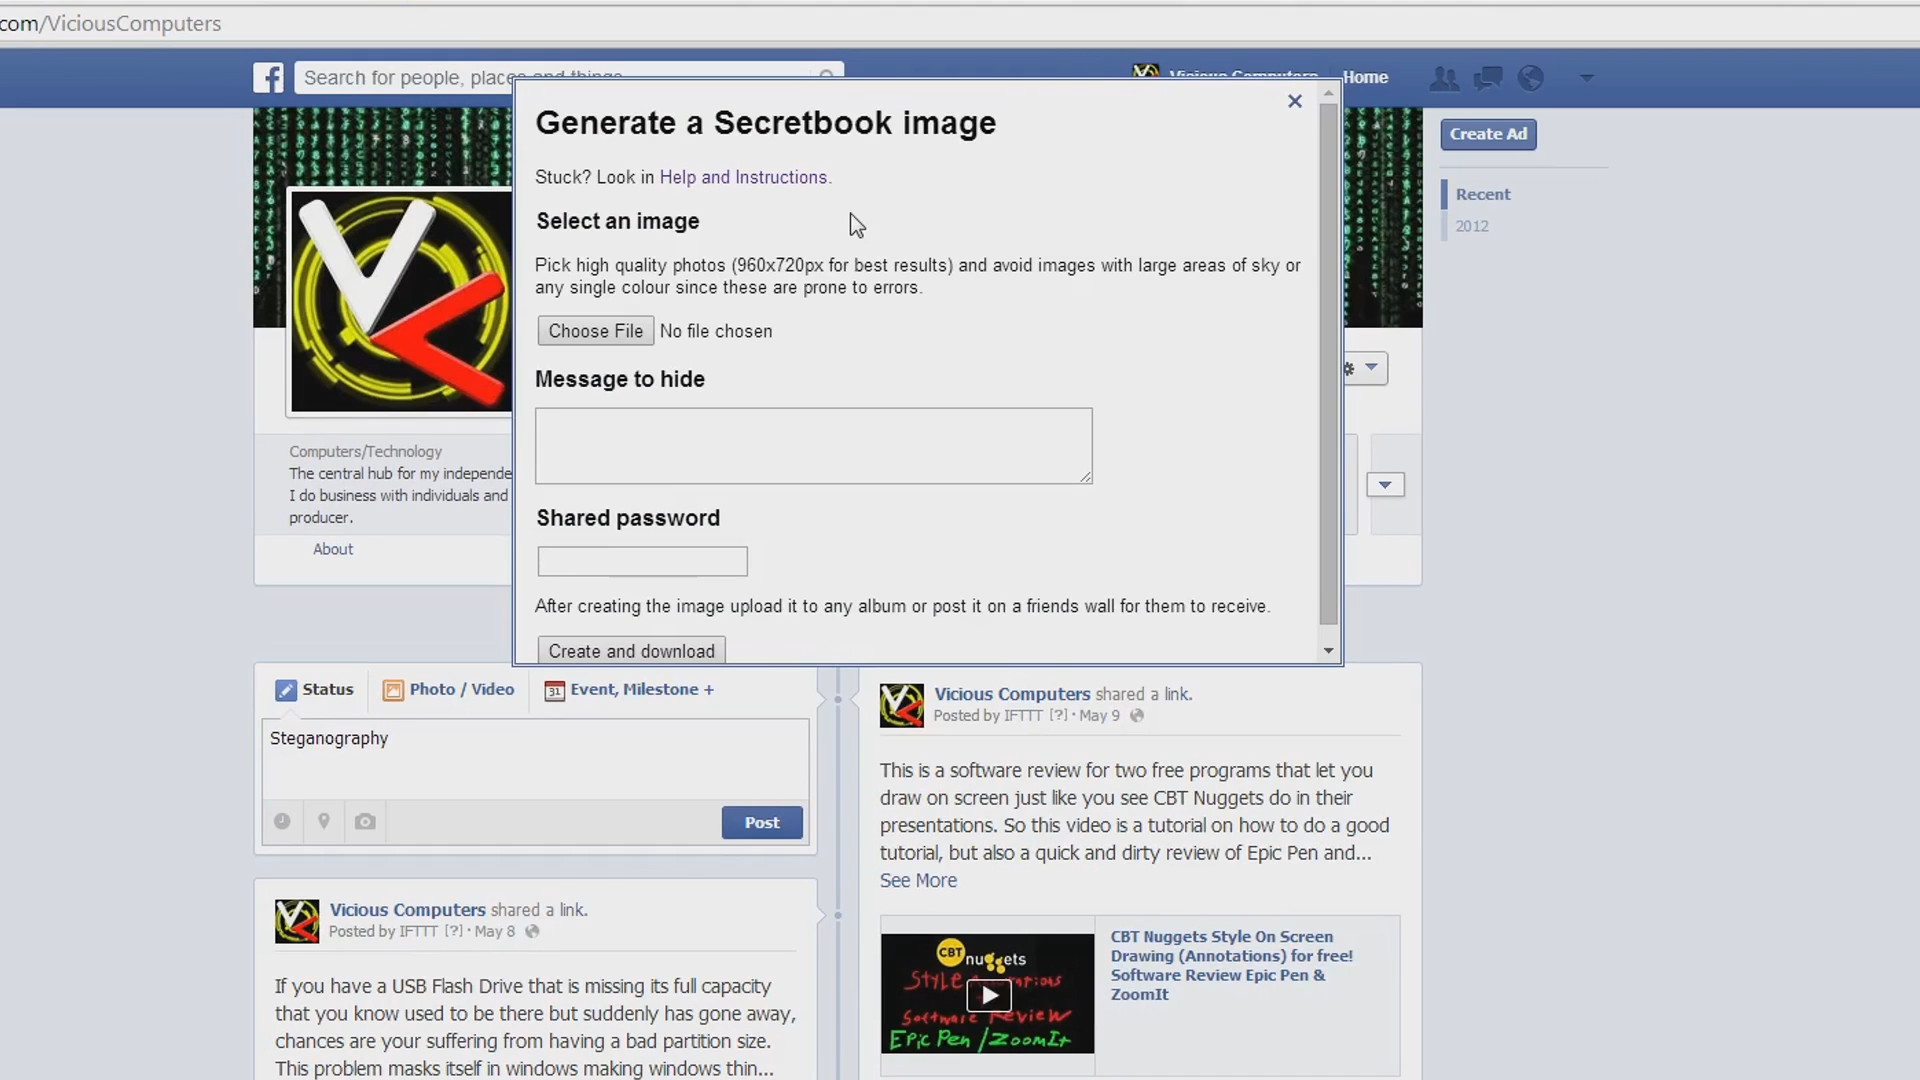 com/ViciousComputers
Search for people, places and things
Vicious Computers
Home
Create Ad
Recent
2012
Generate a Secretbook image
Stuck? Look in Help and Instructions.
Select an image
Pick high quality photos (960x720px for best results) and avoid images with large areas of sky or
any single colour since these are prone to errors.
Choose File No file chosen
Message to hide
Shared password
After creating the image upload it to any album or post it on a friends wall for them to receive.
Create and download
Computers/Technology
The central hub for my independe
I do business with individuals and
producer.
About
Status
Photo / Video
31 Event, Milestone +
Steganography
Post
Vicious Computers shared a link.
Posted by IFTTT [?] · May 8
If you have a USB Flash Drive that is missing its full capacity
that you know used to be there but suddenly has gone away,
chances are your suffering from having a bad partition size.
This problem masks itself in windows making windows thin...
Vicious Computers shared a link.
Posted by IFTTT [?] · May 9
This is a software review for two free programs that let you
draw on screen just like you see CBT Nuggets do in their
presentations. So this video is a tutorial on how to do a good
tutorial, but also a quick and dirty review of Epic Pen and...
See More
CBT nuggets
Style
Software Review
Epic Pen /ZoomIt
CBT Nuggets Style On Screen
Drawing (Annotations) for free!
Software Review Epic Pen &
ZoomIt